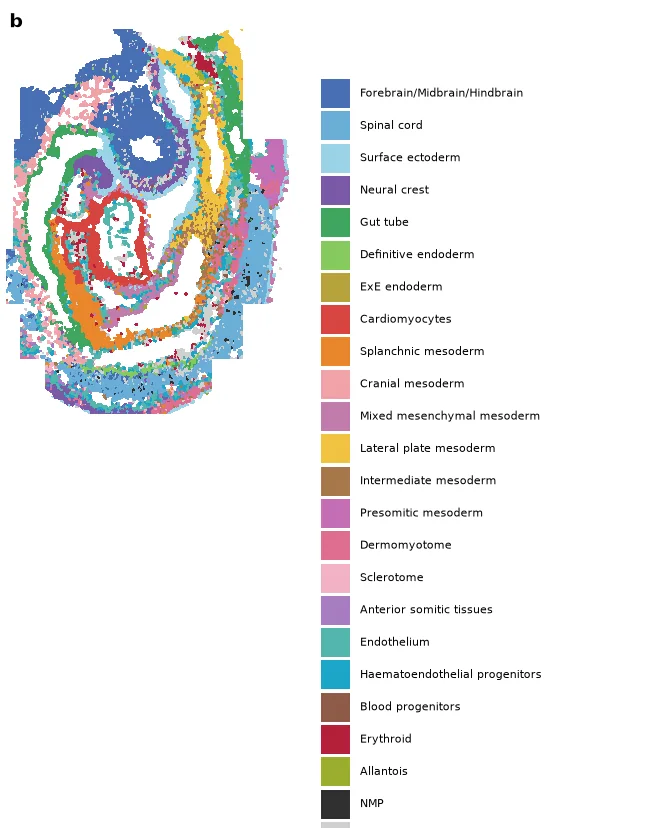 b
Forebrain/Midbrain/Hindbrain
Spinal cord
Surface ectoderm
Neural crest
Gut tube
Definitive endoderm
ExE endoderm
Cardiomyocytes
Splanchnic mesoderm
Cranial mesoderm
Mixed mesenchymal mesoderm
Lateral plate mesoderm
Intermediate mesoderm
Presomitic mesoderm
Dermomyotome
Sclerotome
Anterior somitic tissues
Endothelium
Haematoendothelial progenitors
Blood progenitors
Erythroid
Allantois
NMP